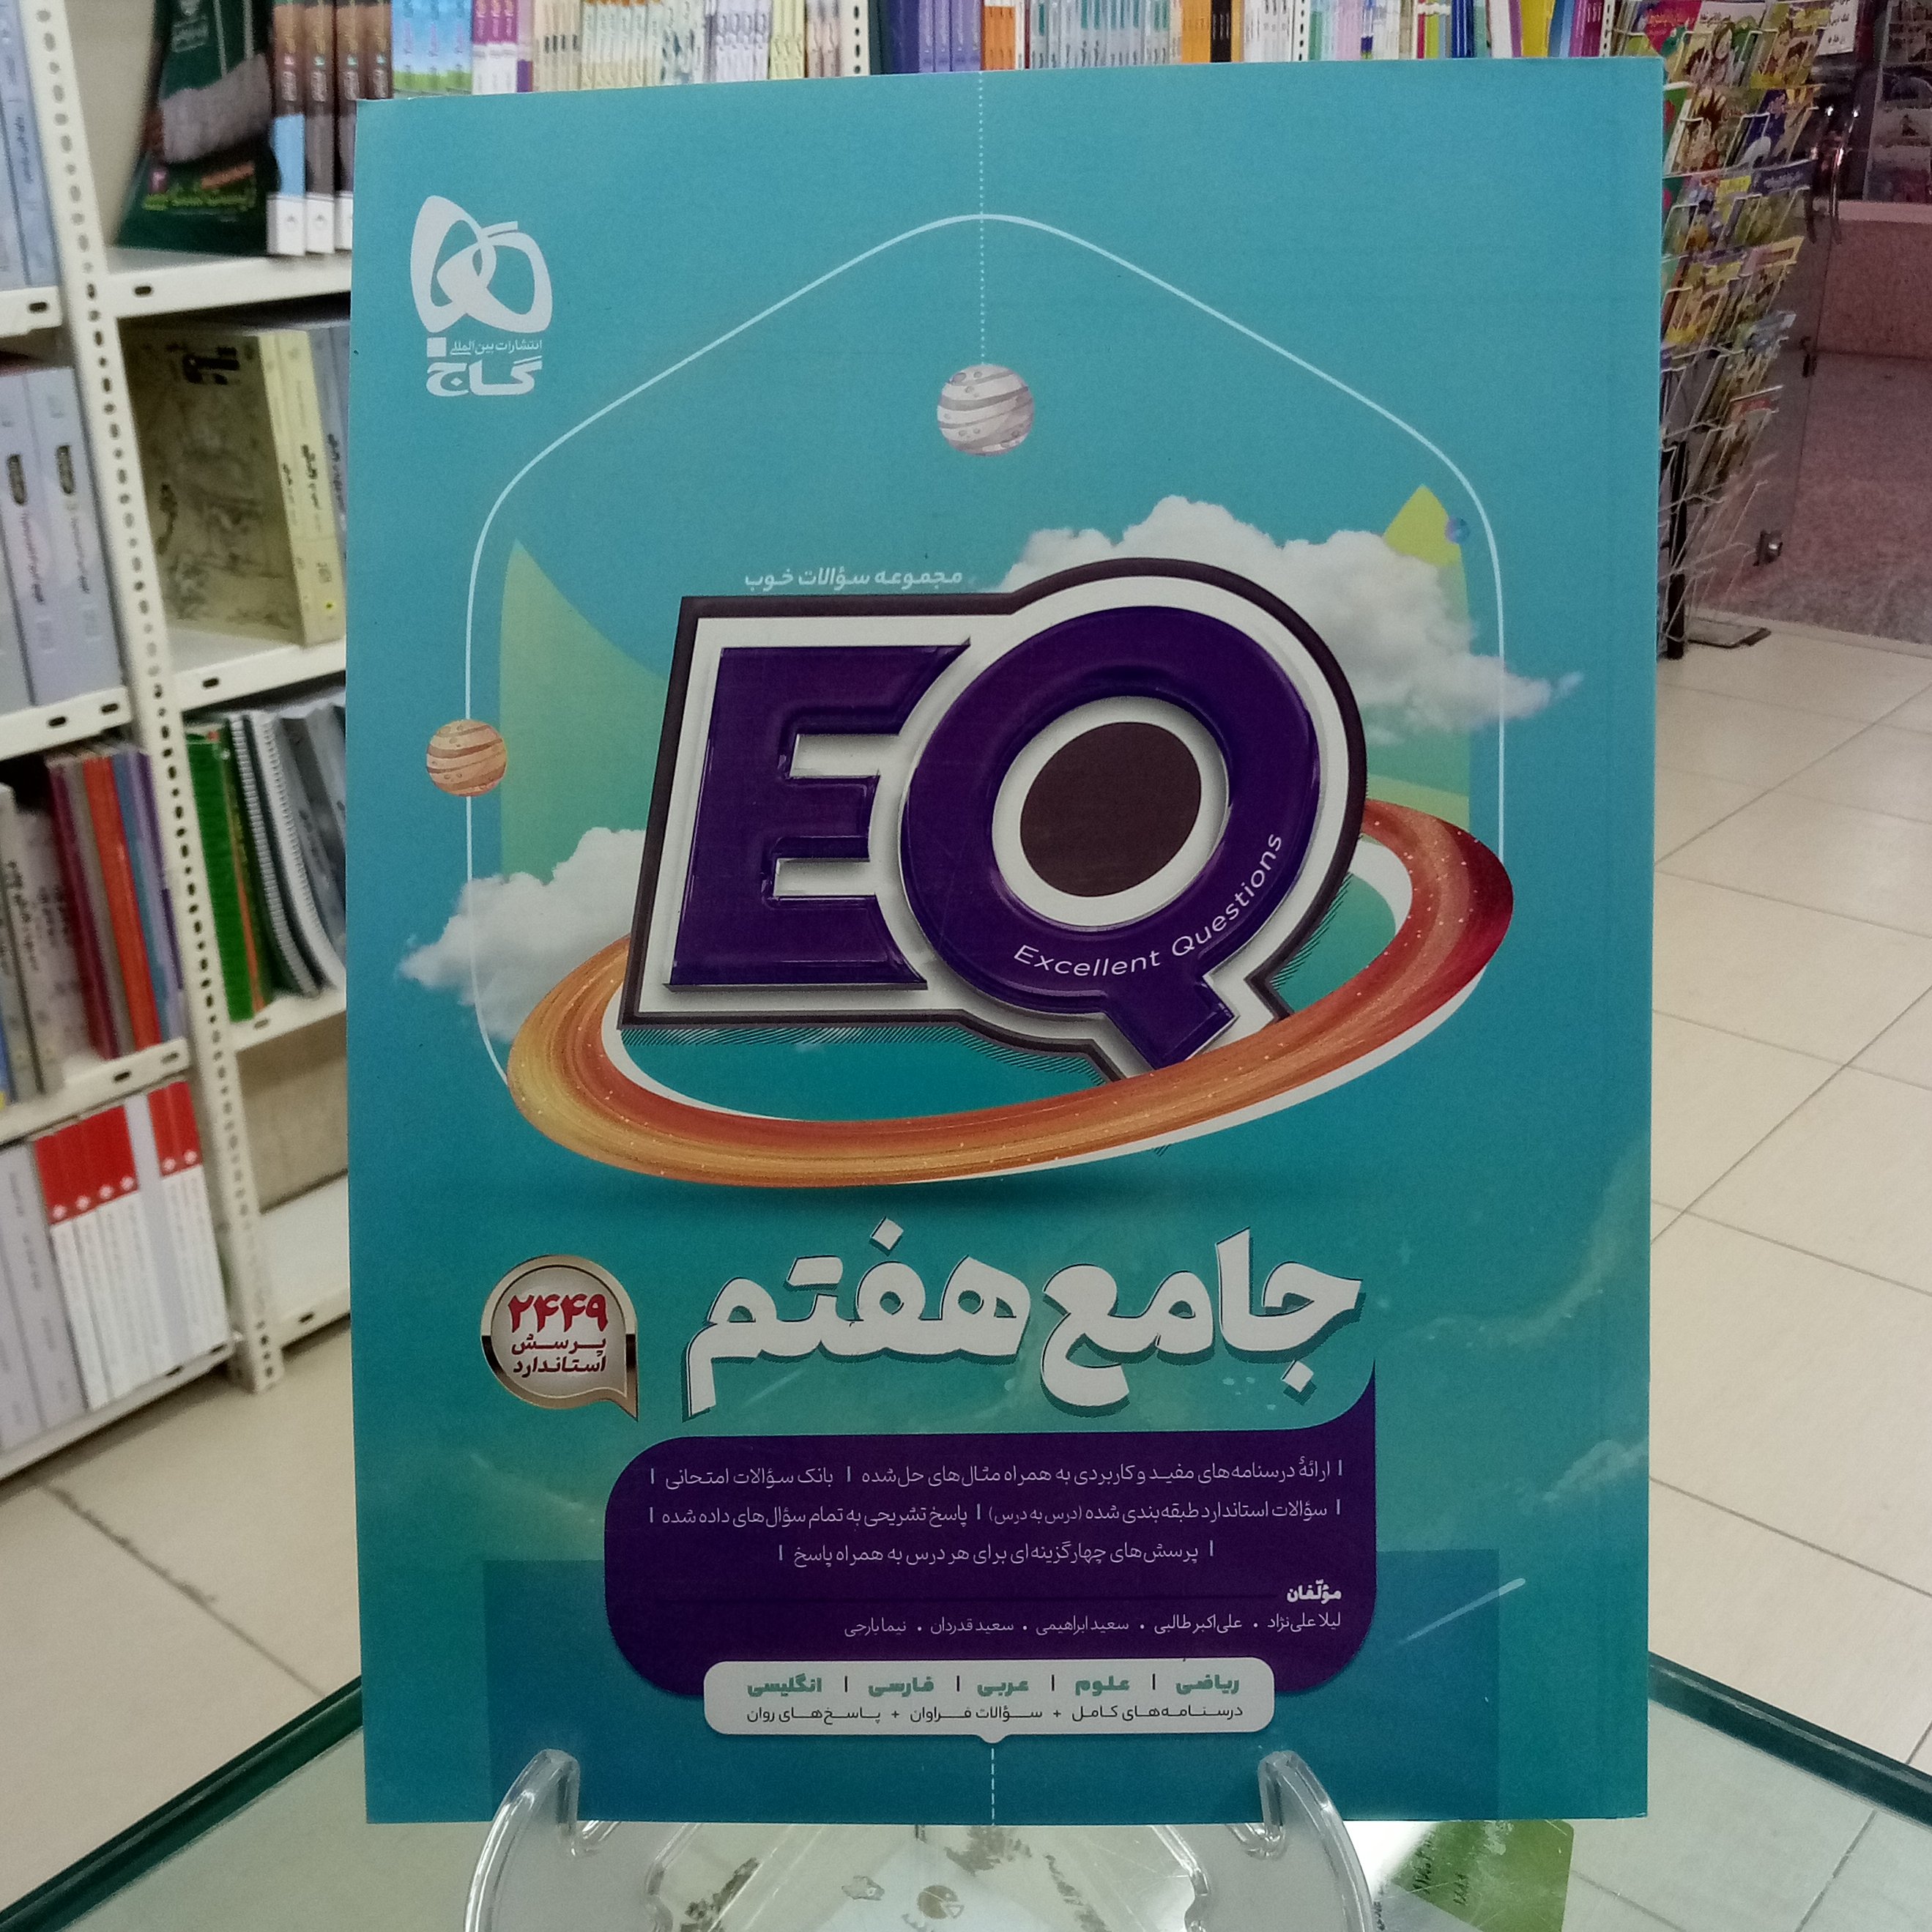 انتشارات بین‌المللی
گاج
مجموعه سؤالات خوب
EQ
Excellent Questions
جامع هفتم
۲۴۴۹
پرسش
استاندارد
| ارائهٔ درسنامه‌های مفید و کاربردی به همراه مثال‌های حل‌شده | بانک سؤالات امتحانی |
| سؤالات استاندارد طبقه‌بندی شده (درس به درس) | پاسخ تشریحی به تمام سؤال‌های داده شده |
| پرسش‌های چهارگزینه‌ای برای هر درس به همراه پاسخ |
مؤلّفان
لیلا علی‌نژاد • علی‌اکبر طالبی • سعید ابراهیمی • سعید قدردان • نیما بارجی
ریاضی | علوم | عربی | فارسی | انگلیسی
درسنامه‌های کامل + سؤالات فراوان + پاسخ‌های روان